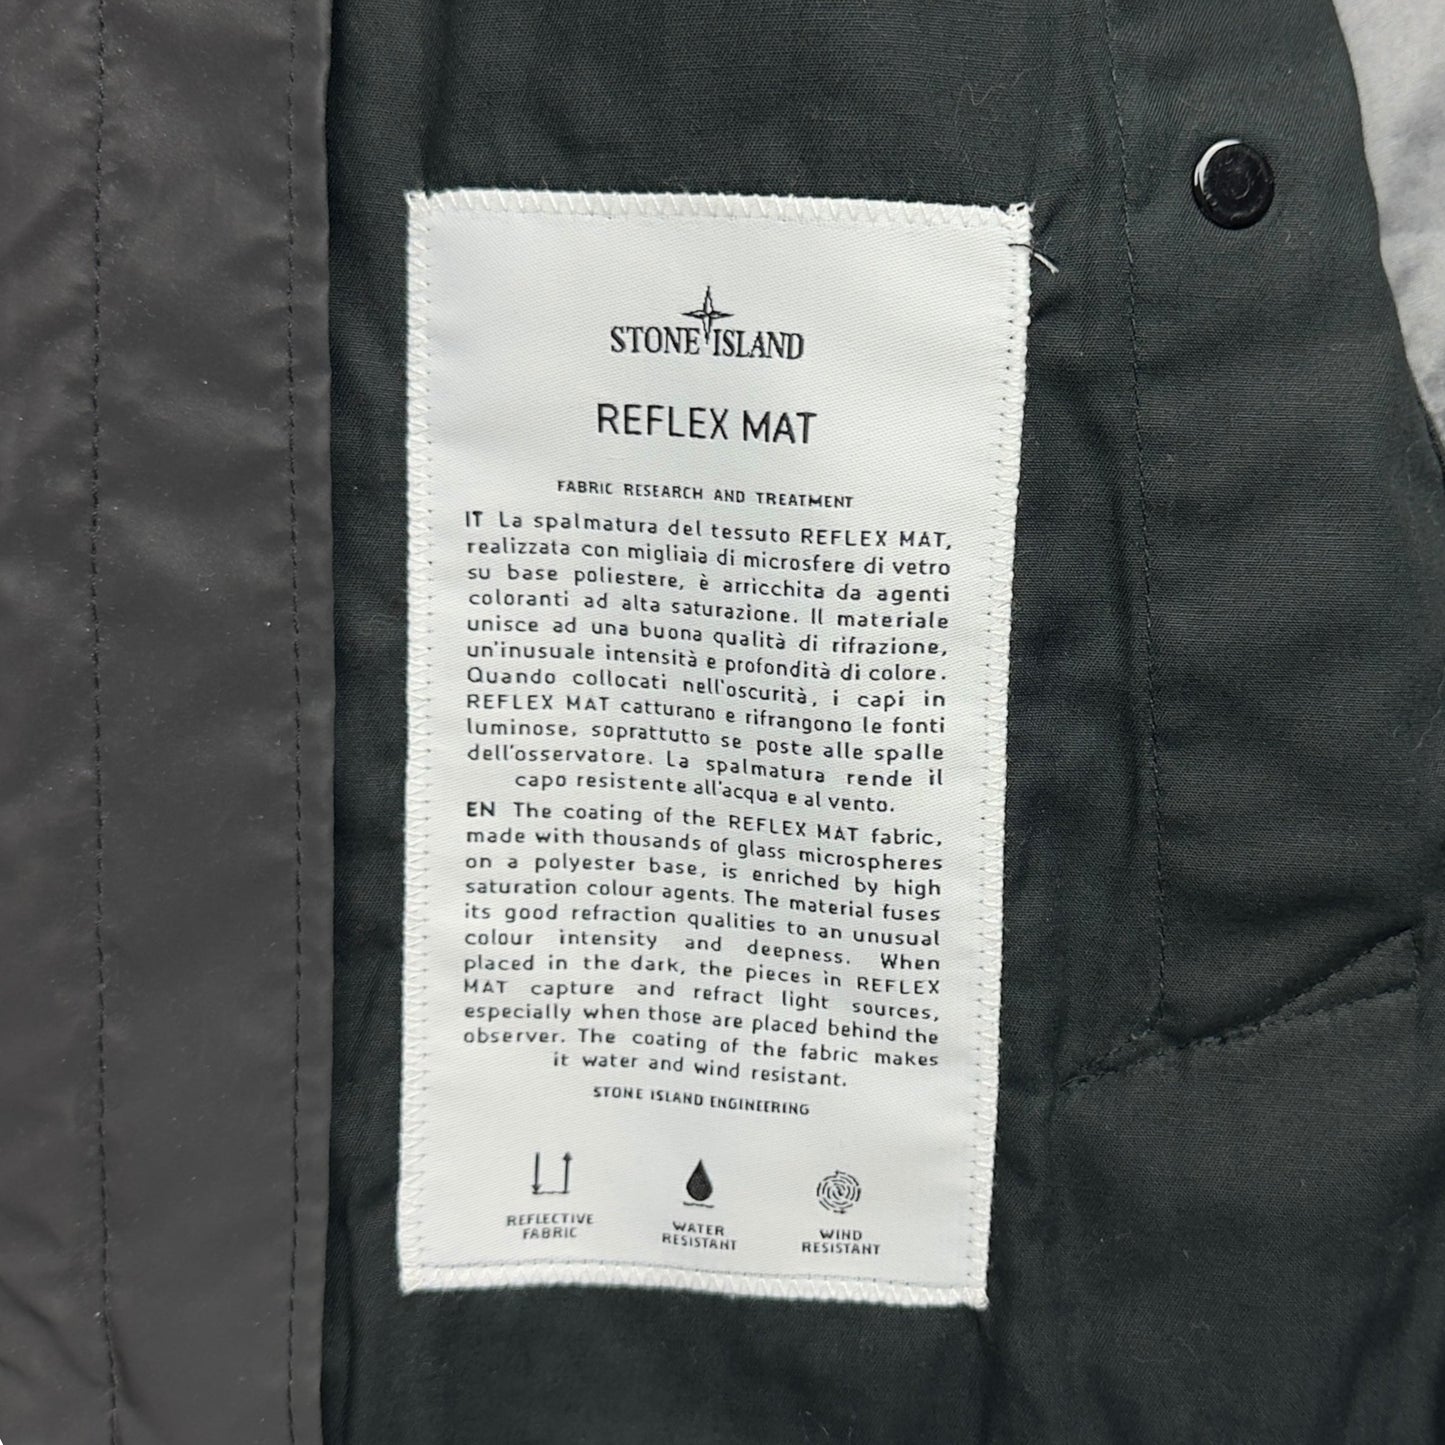 STONE ISLAND
REFLEX MAT
FABRIC RESEARCH AND TREATMENT
IT La spalmatura del tessuto REFLEX MAT,
realizzata con migliaia di microsfere di vetro
su base poliestere, è arricchita da agenti
coloranti ad alta saturazione. Il materiale
unisce ad una buona qualità di rifrazione,
un'inusuale intensità e profondità di colore.
Quando collocati nell'oscurità, i capi in
REFLEX MAT catturano e rifrangono le fonti
luminose, soprattutto se poste alle spalle
dell'osservatore. La spalmatura rende il
capo resistente all'acqua e al vento.
EN The coating of the REFLEX MAT fabric,
made with thousands of glass microspheres
on a polyester base, is enriched by high
saturation colour agents. The material fuses
its good refraction qualities to an unusual
colour intensity and deepness. When
placed in the dark, the pieces in REFLEX
MAT capture and refract light sources,
especially when those are placed behind the
observer. The coating of the fabric makes
it water and wind resistant.
STONE ISLAND ENGINEERING
REFLECTIVE
FABRIC
WATER
RESISTANT
WIND
RESISTANT